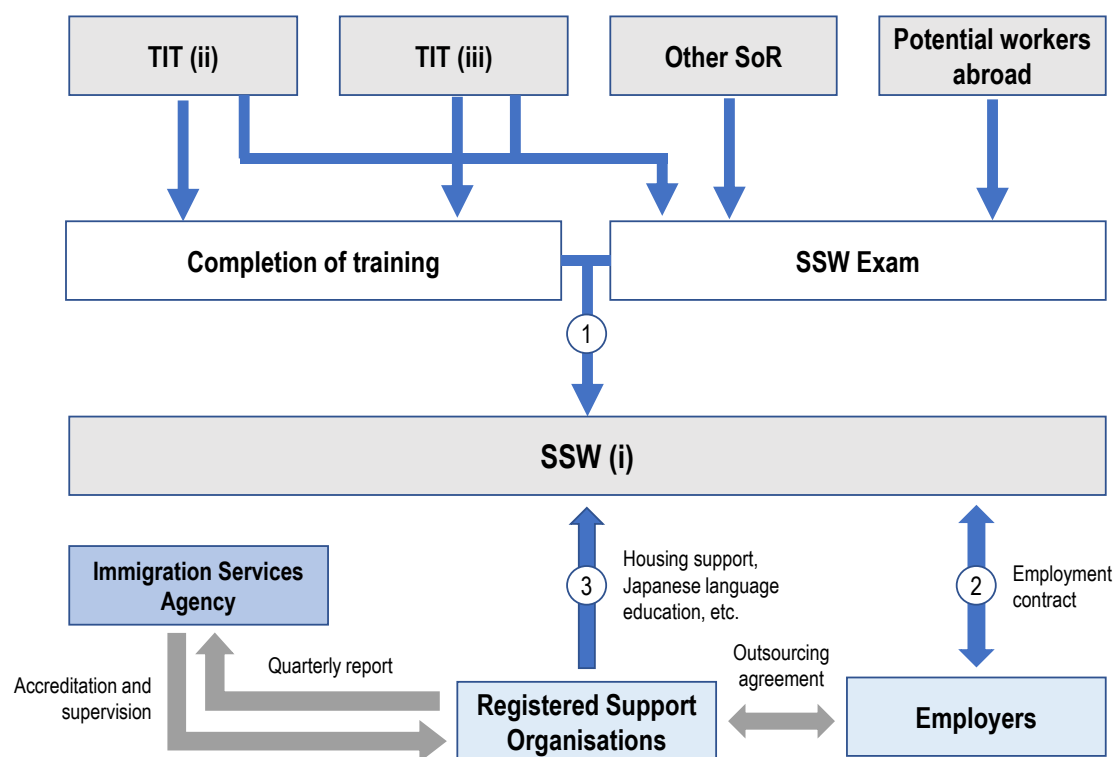 TIT (ii)
TIT (iii)
Other SoR
Potential workers
abroad
Completion of training
SSW Exam
1
SSW (i)
Immigration Services
Agency
3
Housing support,
Japanese language
education, etc.
2
Employment
contract
Quarterly report
Accreditation and
supervision
Outsourcing
agreement
Registered Support
Organisations
Employers